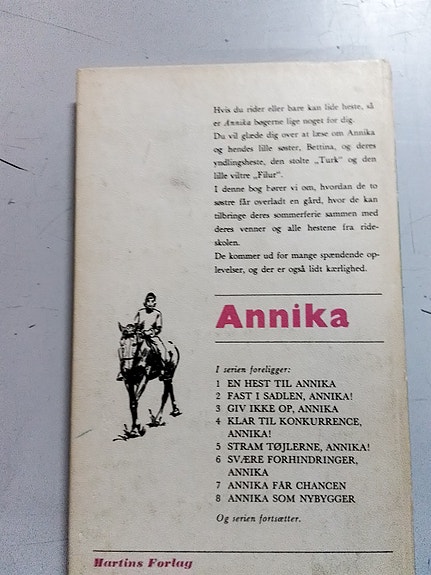 Hvis du rider eller bare kan lide heste, så
er Annika bøgerne lige noget for dig.
Du vil glæde dig over at læse om Annika
og hendes lille søster, Bettina, og deres
yndlingsheste, den stolte „Turk" og den
lille viltre „Filur".
I denne bog hører vi om, hvordan de to
søstre får overladt en gård, hvor de kan
tilbringe deres sommerferie sammen med
deres venner og alle hestene fra ride-
skolen.
De kommer ud for mange spændende op-
levelser, og der er også lidt kærlighed.
Annika
I serien foreligger:
1 EN HEST TIL ANNIKA
2 FAST I SADLEN, ANNIKA!
3 GIV IKKE OP, ANNIKA
4 KLAR TIL KONKURRENCE,
ANNIKA!
5 STRAM TØJLERNE, ANNIKA!
6 SVÆRE FORHINDRINGER,
ANNIKA
7 ANNIKA FÅR CHANCEN
8 ANNIKA SOM NYBYGGER
Og serien fortsætter.
Martins Forlag